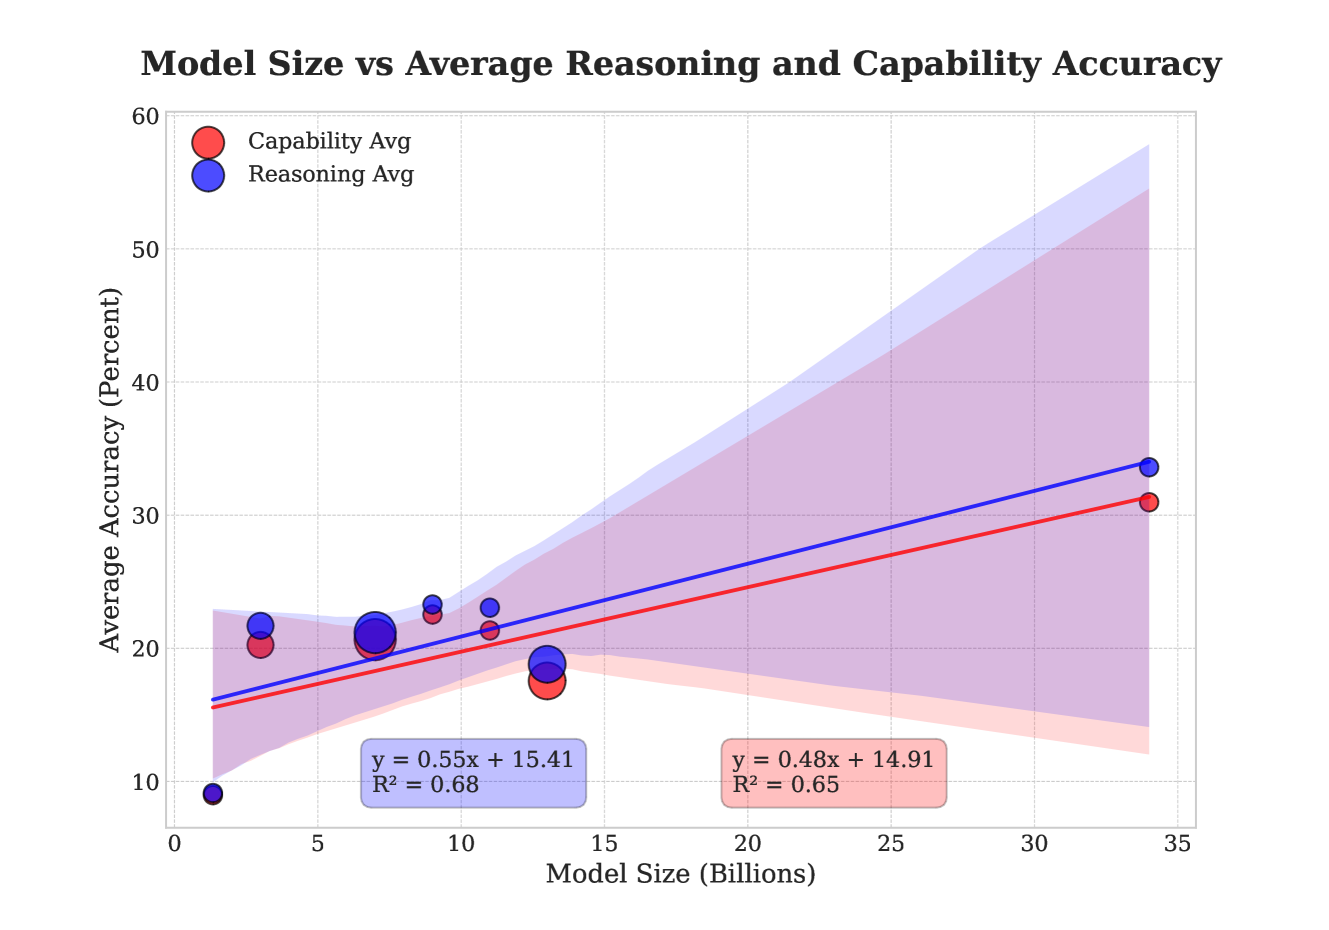 Model Size vs Average Reasoning and Capability Accuracy
60
50
40
30
20
10
Average Accuracy (Percent)
Capability Avg
Reasoning Avg
y = 0.55x + 15.41
R² = 0.68
y = 0.48x + 14.91
R² = 0.65
0 5 10 15 20 25 30 35
Model Size (Billions)